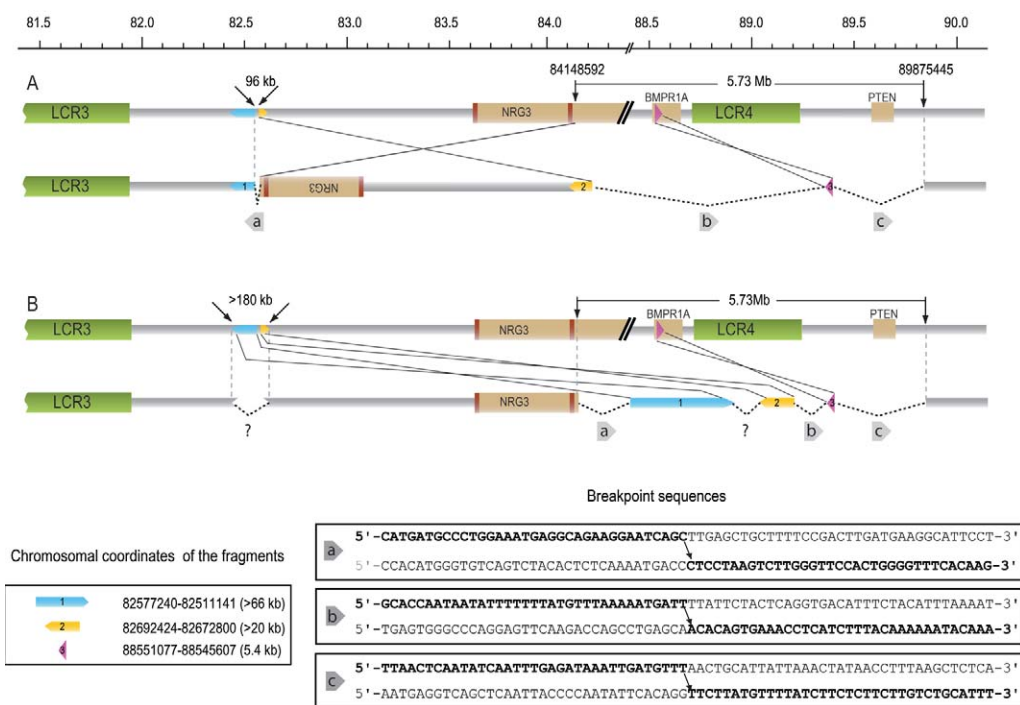 81.5 82.0 82.5 83.0 83.5 84.0 88.5 89.0 89.5 90.0
A
96 kb 84148592 5.73 Mb 89875445
LCR3 NRG3 BMPR1A LCR4 PTEN
LCR3 1 NRG3 2 3
a b c
B
>180 kb 5.73Mb
LCR3 NRG3 BMPR1A LCR4 PTEN
LCR3 NRG3 1 2 3
? a ? b c
Breakpoint sequences
Chromosomal coordinates of the fragments
1 82577240-82511141 (>66 kb)
2 82692424-82672800 (>20 kb)
3 88551077-88545607 (5.4 kb)
a
5'-CATGATGCCCTGGAAATGAGGCAGAAGGAATCAGCTTGAGCTGCTTTTCCGACTTGATGAAGGCATTCCT-3'
5'-CCACATGGGTGTCAGTCTACACTCTCAAAATGACCCTCCTAAGTCTTGGGTTCCACTGGGGTTTCACAAG-3'
b
5'-GCACCAATAATATTTTTTTATGTTTAAAAATGATTTTATTCTACTCAGGTGACATTTCTACATTTAAAAT-3'
5'-TGAGTGGGCCCAGGAGTTCAAGACCAGCCTGAGCAACACAGTGAAACCTCATCTTTACAAAAAATACAAA-3'
c
5'-TTAACTCAATATCAATTTGAGATAAATTGATGTTTAACTGCATTATTAAACTATAACCTTTAAGCTCTCA-3'
5'-AATGAGGTCAGCTCAATTACCCCAATATTCACAGGTTCTTATGTTTTATCTTCTCTTCTTGTCTGCATTT-3'